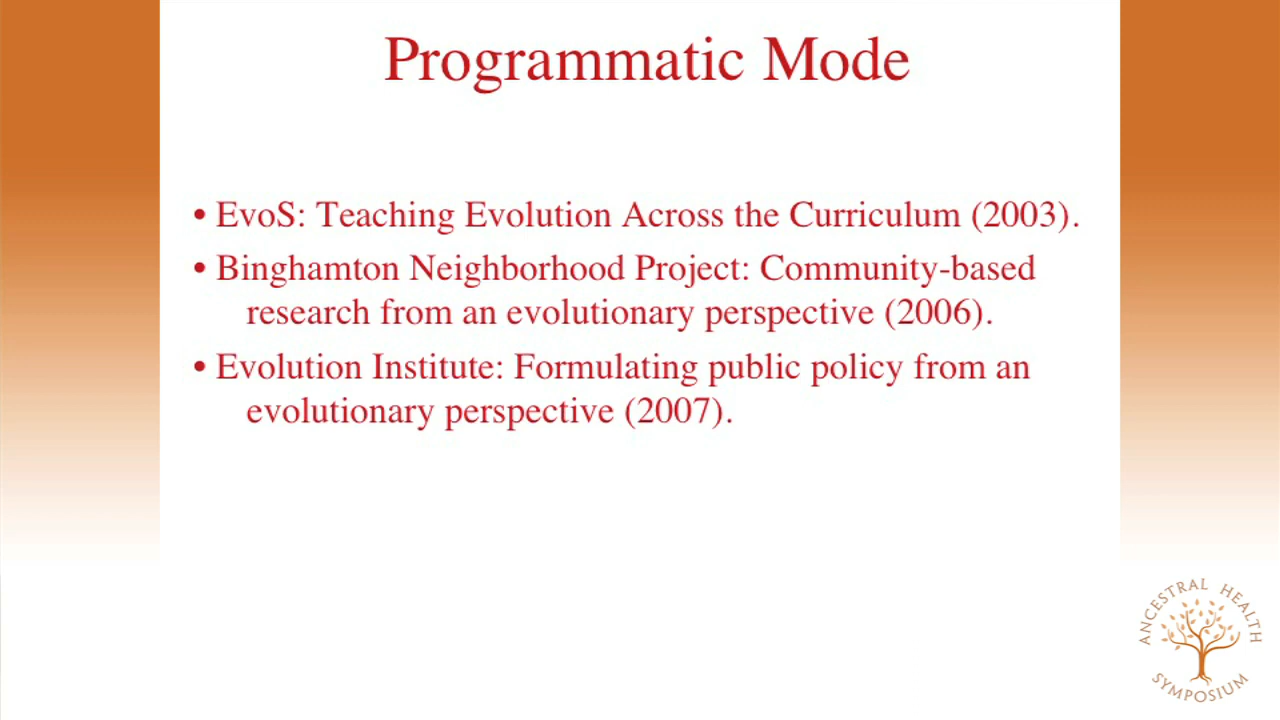 Programmatic Mode
• EvoS: Teaching Evolution Across the Curriculum (2003).
• Binghamton Neighborhood Project: Community-based
research from an evolutionary perspective (2006).
• Evolution Institute: Formulating public policy from an
evolutionary perspective (2007).
ANCESTRAL HEALTH
SYMPOSIUM